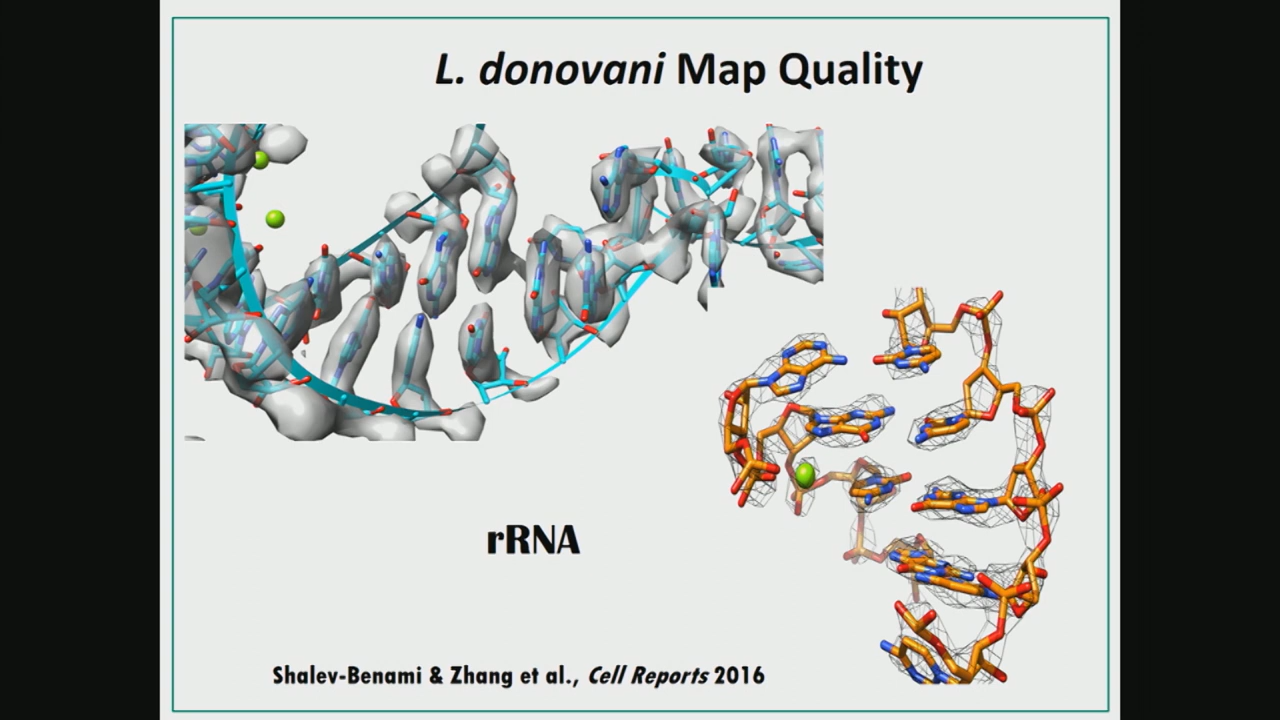 L. donovani Map Quality
rRNA
Shalev-Benami & Zhang et al., Cell Reports 2016